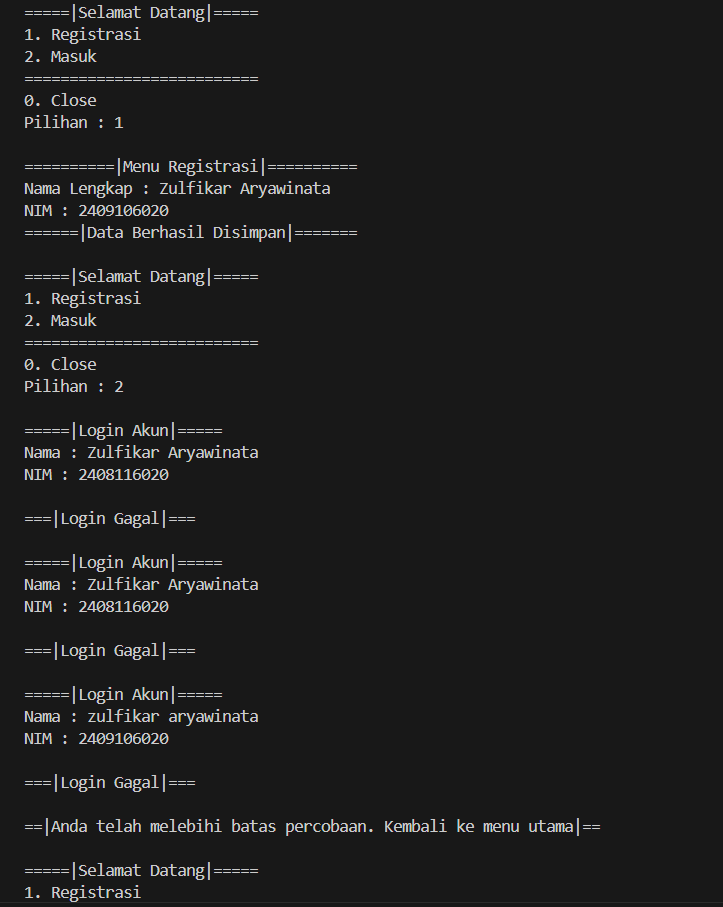 =====|Selamat Datang|=====
1. Registrasi
2. Masuk
==========================
0. Close
Pilihan : 1
==========|Menu Registrasi|==========
Nama Lengkap : Zulfikar Aryawinata
NIM : 2409106020
======|Data Berhasil Disimpan|=======
=====|Selamat Datang|=====
1. Registrasi
2. Masuk
==========================
0. Close
Pilihan : 2
=====|Login Akun|=====
Nama : Zulfikar Aryawinata
NIM : 2408116020
===|Login Gagal|===
=====|Login Akun|=====
Nama : Zulfikar Aryawinata
NIM : 2408116020
===|Login Gagal|===
=====|Login Akun|=====
Nama : zulfikar aryawinata
NIM : 2409106020
===|Login Gagal|===
==|Anda telah melebihi batas percobaan. Kembali ke menu utama|==
=====|Selamat Datang|=====
1. Registrasi